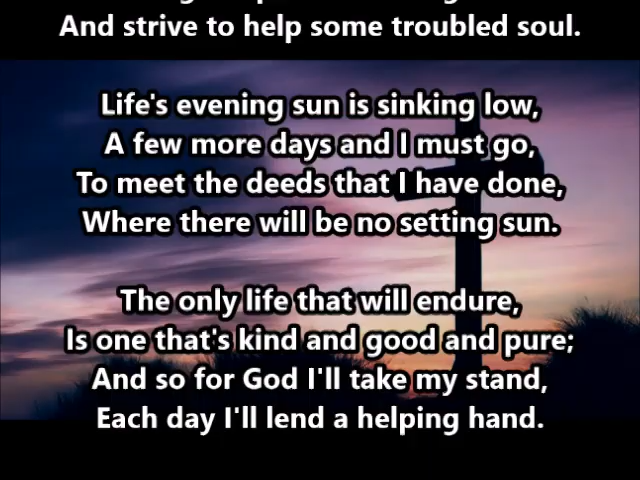 And strive to help some troubled soul.
Life's evening sun is sinking low,
A few more days and I must go,
To meet the deeds that I have done,
Where there will be no setting sun.
The only life that will endure,
Is one that's kind and good and pure;
And so for God I'll take my stand,
Each day I'll lend a helping hand.